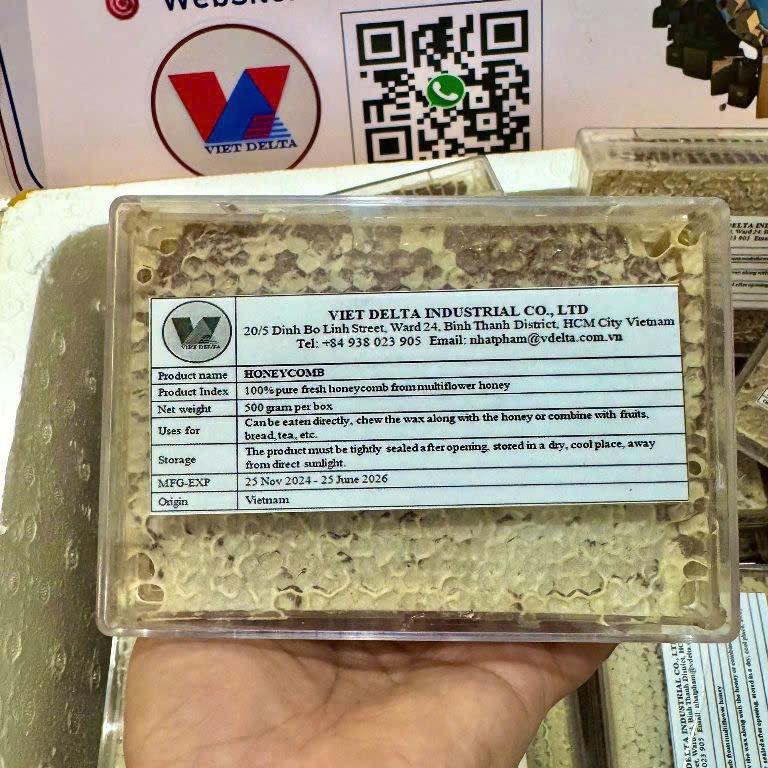 VIET DELTA
VIET DELTA
VIET DELTA INDUSTRIAL CO., LTD
20/5 Dinh Bo Linh Street, Ward 24, Binh Thanh District, HCM City Vietnam
Tel: +84 938 023 905 Email: nhatpham@vdelta.com.vn
Product name HONEYCOMB
Product Index 100% pure fresh honeycomb from multiflower honey
Net weight 500 gram per box
Uses for Can be eaten directly, chew the wax along with the honey or combine with fruits,
bread, tea, etc.
Storage The product must be tightly sealed after opening, stored in a dry, cool place, away
from direct sunlight.
MFG-EXP 25 Nov 2024 - 25 June 2026
Origin Vietnam